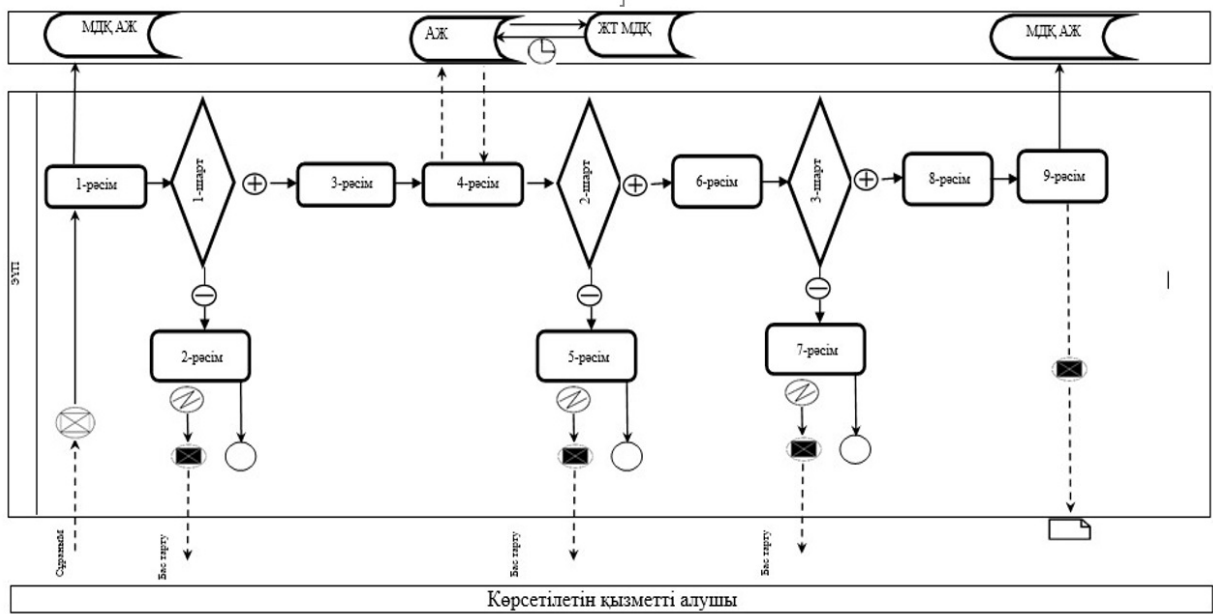 МДҚ АЖ
АЖ
ЖТ МДҚ
МДҚ АЖ
ЭҮП
1-рәсім
1-шарт
3-рәсім
4-рәсім
2-шарт
6-рәсім
3-шарт
8-рәсім
9-рәсім
2-рәсім
5-рәсім
7-рәсім
Сұраным
Бас тарту
Бас тарту
Бас тарту
Көрсетілетін қызметті алушы